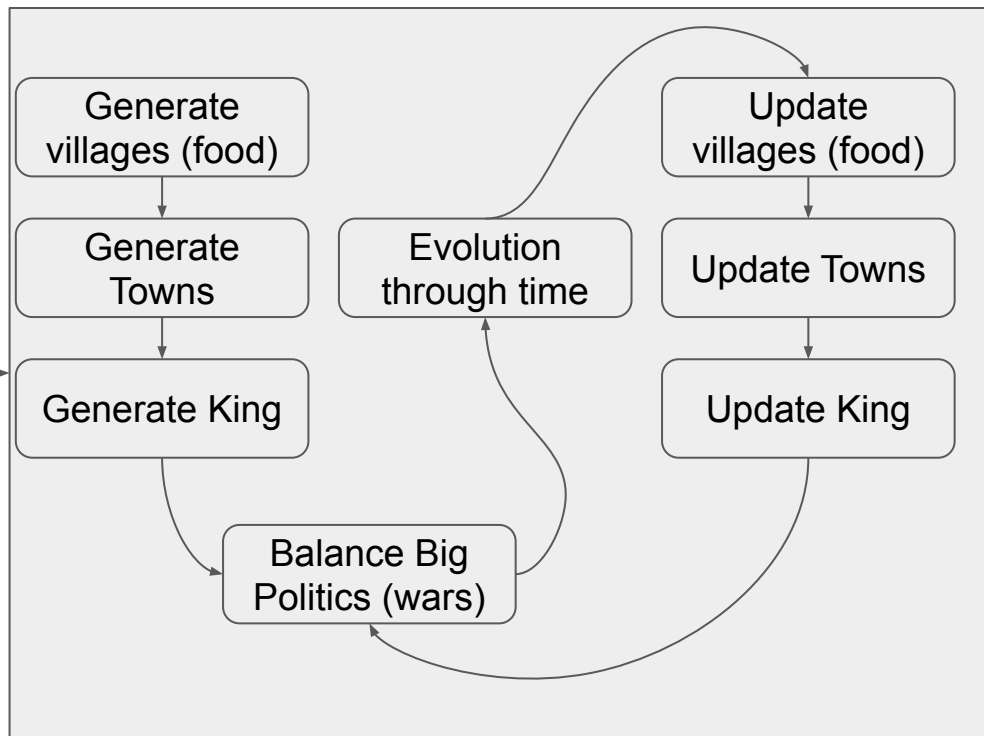 Generate
villages (food)
Generate
Towns
Generate King
Balance Big
Politics (wars)
Evolution
through time
Update
villages (food)
Update Towns
Update King